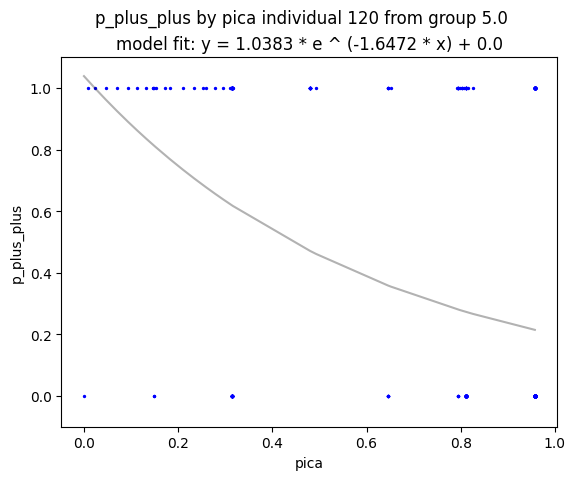 p_plus_plus by pica individual 120 from group 5.0
model fit: y = 1.0383 * e ^ (-1.6472 * x) + 0.0
1.0
0.8
0.6
0.4
0.2
0.0
p_plus_plus
0.0 0.2 0.4 0.6 0.8 1.0
pica